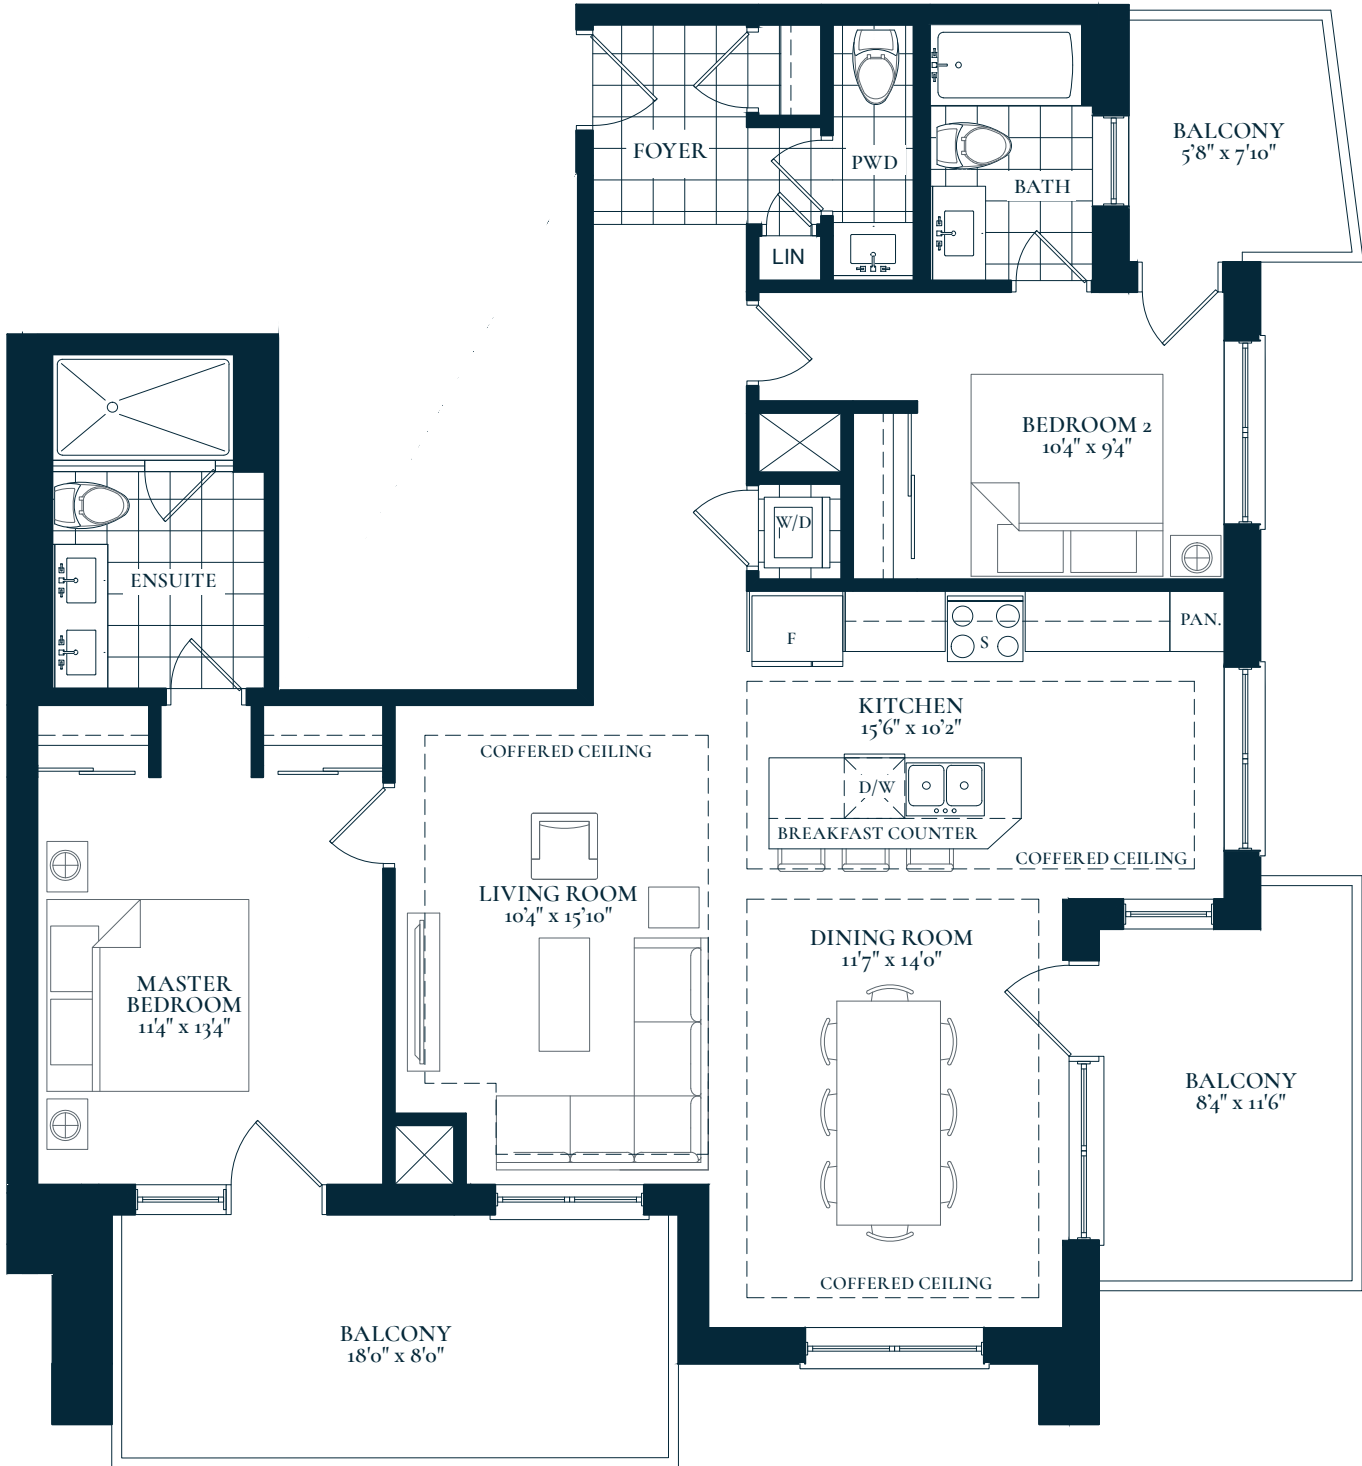 FOYER
PWD
BATH
BALCONY
5'8" x 7'10"
LIN
BEDROOM 2
10'4" x 9'4"
W/D
ENSUITE
F
S
PAN.
KITCHEN
15'6" x 10'2"
COFFERED CEILING
D/W
BREAKFAST COUNTER
COFFERED CEILING
LIVING ROOM
10'4" x 15'10"
DINING ROOM
11'7" x 14'0"
MASTER
BEDROOM
11'4" x 13'4"
BALCONY
8'4" x 11'6"
COFFERED CEILING
BALCONY
18'0" x 8'0"